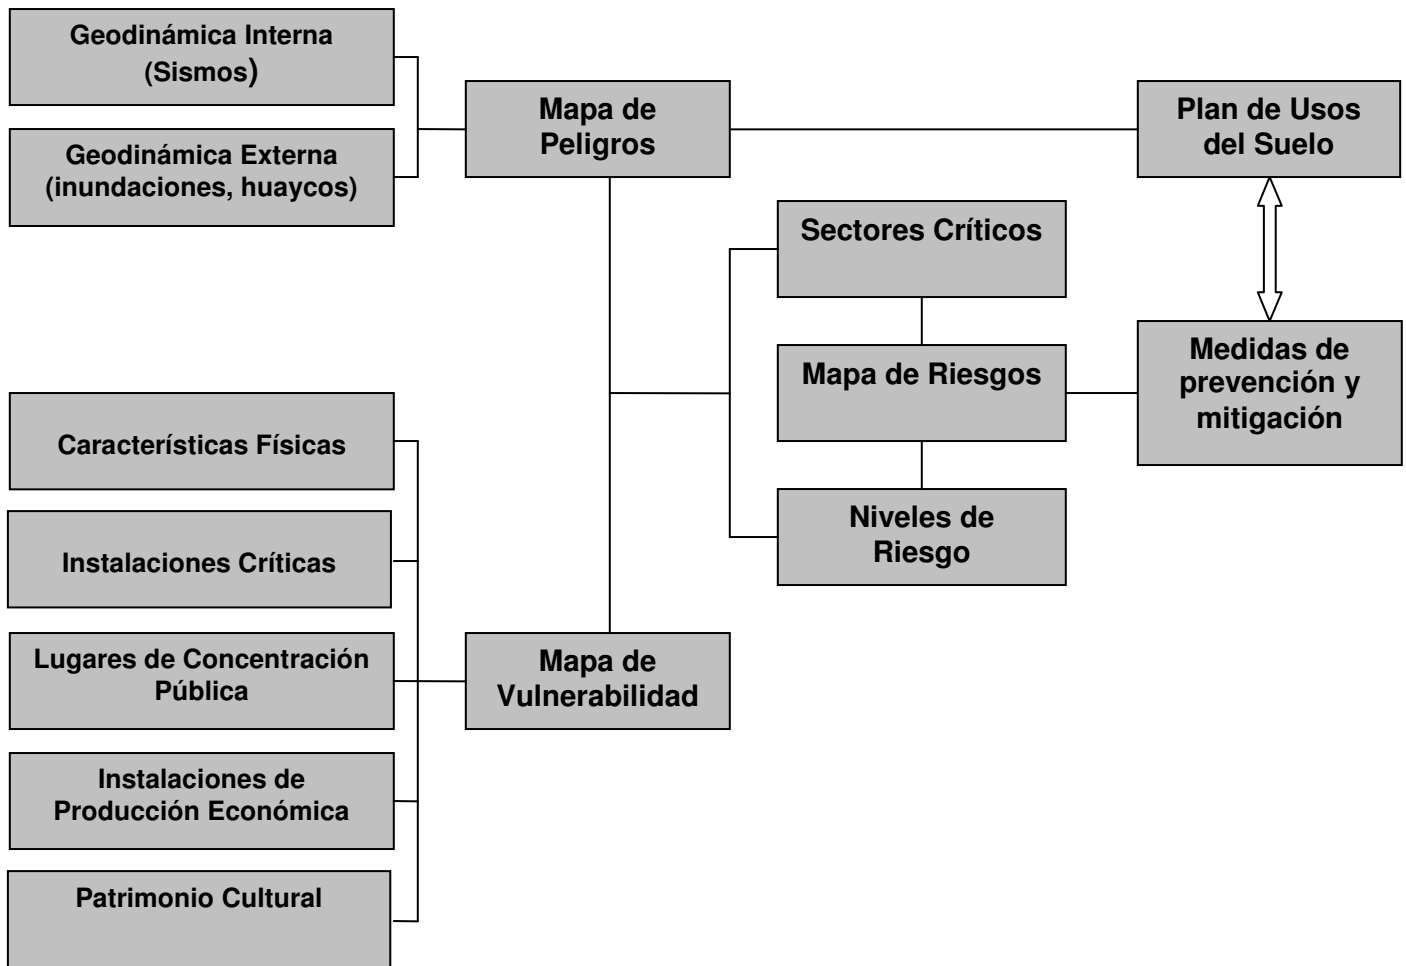 Geodinámica Interna
(Sismos)
Geodinámica Externa
(inundaciones, huaycos)
Mapa de
Peligros
Plan de Usos
del Suelo
Sectores Críticos
Mapa de Riesgos
Niveles de
Riesgo
Medidas de
prevención y
mitigación
Características Físicas
Instalaciones Críticas
Lugares de Concentración
Pública
Instalaciones de
Producción Económica
Patrimonio Cultural
Mapa de
Vulnerabilidad